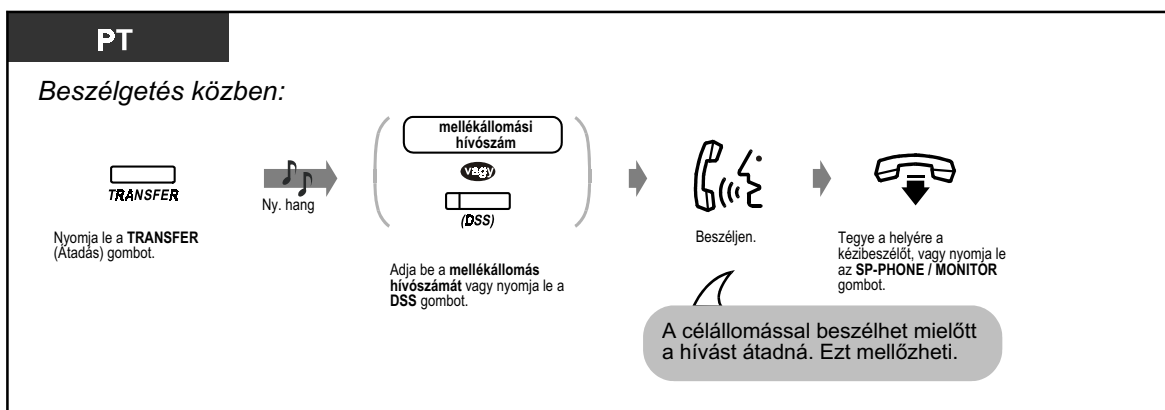 PT
Beszélgetés közben:
TRANSFER
Nyomja le a TRANSFER
(Átadás) gombot.
Ny. hang
mellékállomási
hívószám
vagy
(DSS)
Adja be a mellékállomás
hívószámát vagy nyomja le a
DSS gombot.
Beszéljen.
Tegye a helyére a
kézibeszélőt, vagy nyomja le
az SP-PHONE / MONITOR
gombot.
A célállomással beszélhet mielőtt
a hívást átadná. Ezt mellőzheti.